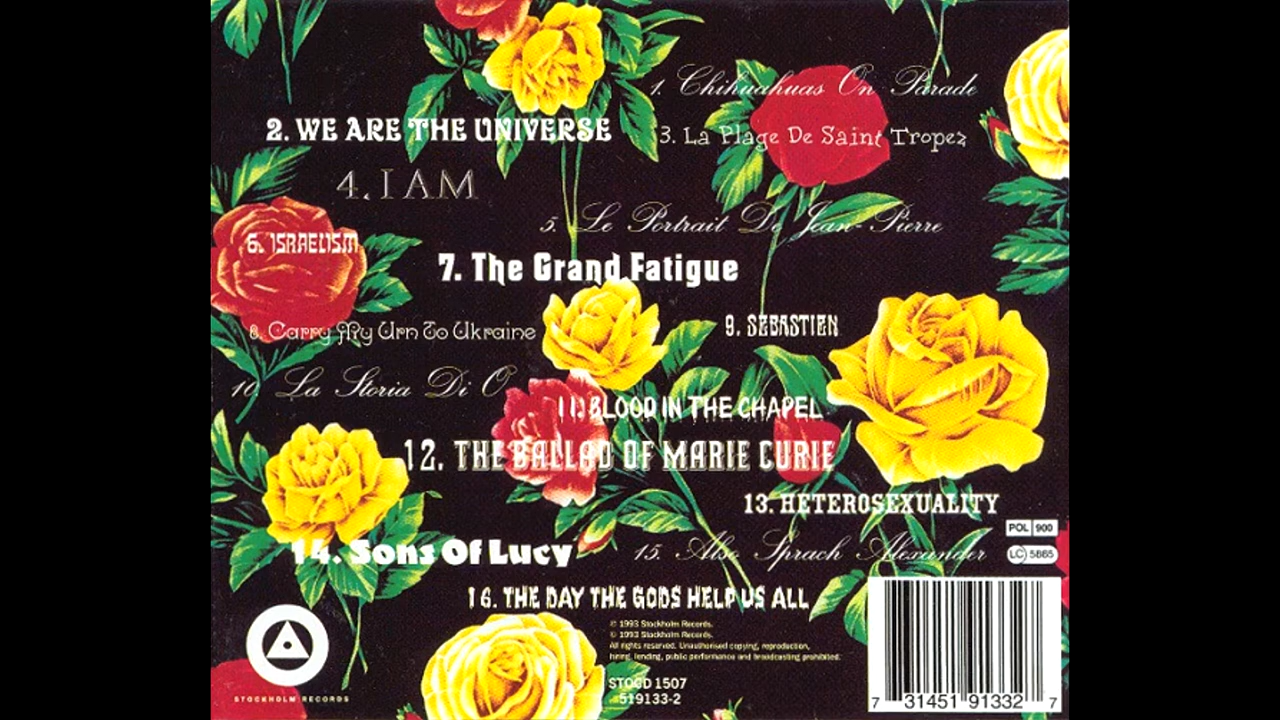 1. Chihuahuas On Parade
2. WE ARE THE UNIVERSE
3. La Plage De Saint Tropez
4. I AM
5. Le Portrait De Jean-Pierre
6. ISRAELISM
7. The Grand Fatigue
8. Carry My Urn To Ukraine
9. SEBASTIEN
10. La Storia Di O
11. BLOOD IN THE CHAPEL
12. THE BALLAD OF MARIE CURIE
13. HETEROSEXUALITY
14. Sons Of Lucy
15. Also Sprach Alexander
16. THE DAY THE GODS HELP US ALL
POL 900
LC 5865
℗ 1993 Stockholm Records.
© 1993 Stockholm Records.
All rights reserved. Unauthorised copying, reproduction,
hiring, lending, public performance and broadcasting prohibited.
STOCD 1507
519133-2
STOCKHOLM RECORDS
7 31451 91332 7